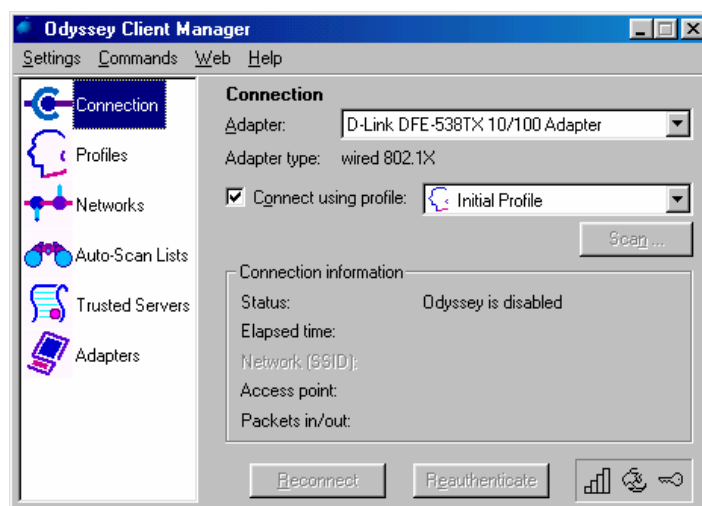 Odyssey Client Manager
Settings Commands Web Help
Connection
Profiles
Networks
Auto-Scan Lists
Trusted Servers
Adapters
Connection
Adapter: D-Link DFE-538TX 10/100 Adapter
Adapter type: wired 802.1X
Connect using profile: Initial Profile
Scan ...
Connection information
Status: Odyssey is disabled
Elapsed time:
Network (SSID):
Access point:
Packets in/out:
Reconnect Reauthenticate